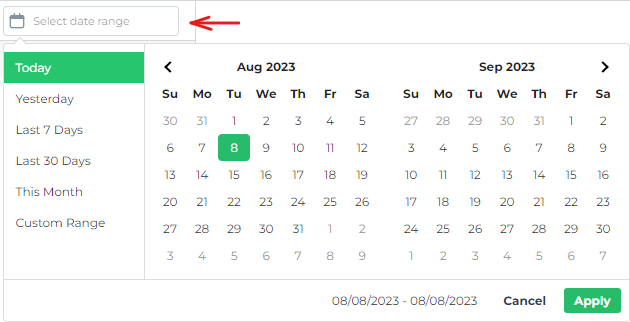 Select date range
Today
Yesterday
Last 7 Days
Last 30 Days
This Month
Custom Range
Aug 2023
Su Mo Tu We Th Fr Sa
30 31 1 2 3 4 5
6 7 8 9 10 11 12
13 14 15 16 17 18 19
20 21 22 23 24 25 26
27 28 29 30 31 1 2
3 4 5 6 7 8 9
Sep 2023
Su Mo Tu We Th Fr Sa
27 28 29 30 31 1 2
3 4 5 6 7 8 9
10 11 12 13 14 15 16
17 18 19 20 21 22 23
24 25 26 27 28 29 30
1 2 3 4 5 6 7
08/08/2023 - 08/08/2023 Cancel Apply